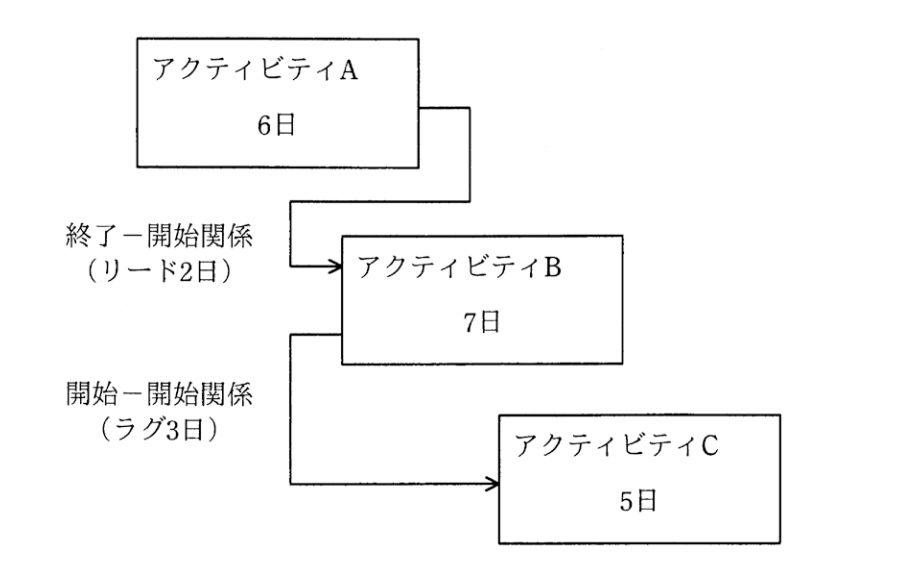 アクティビティA
6日
終了－開始関係
（リード2日）
アクティビティB
7日
開始－開始関係
（ラグ3日）
アクティビティC
5日